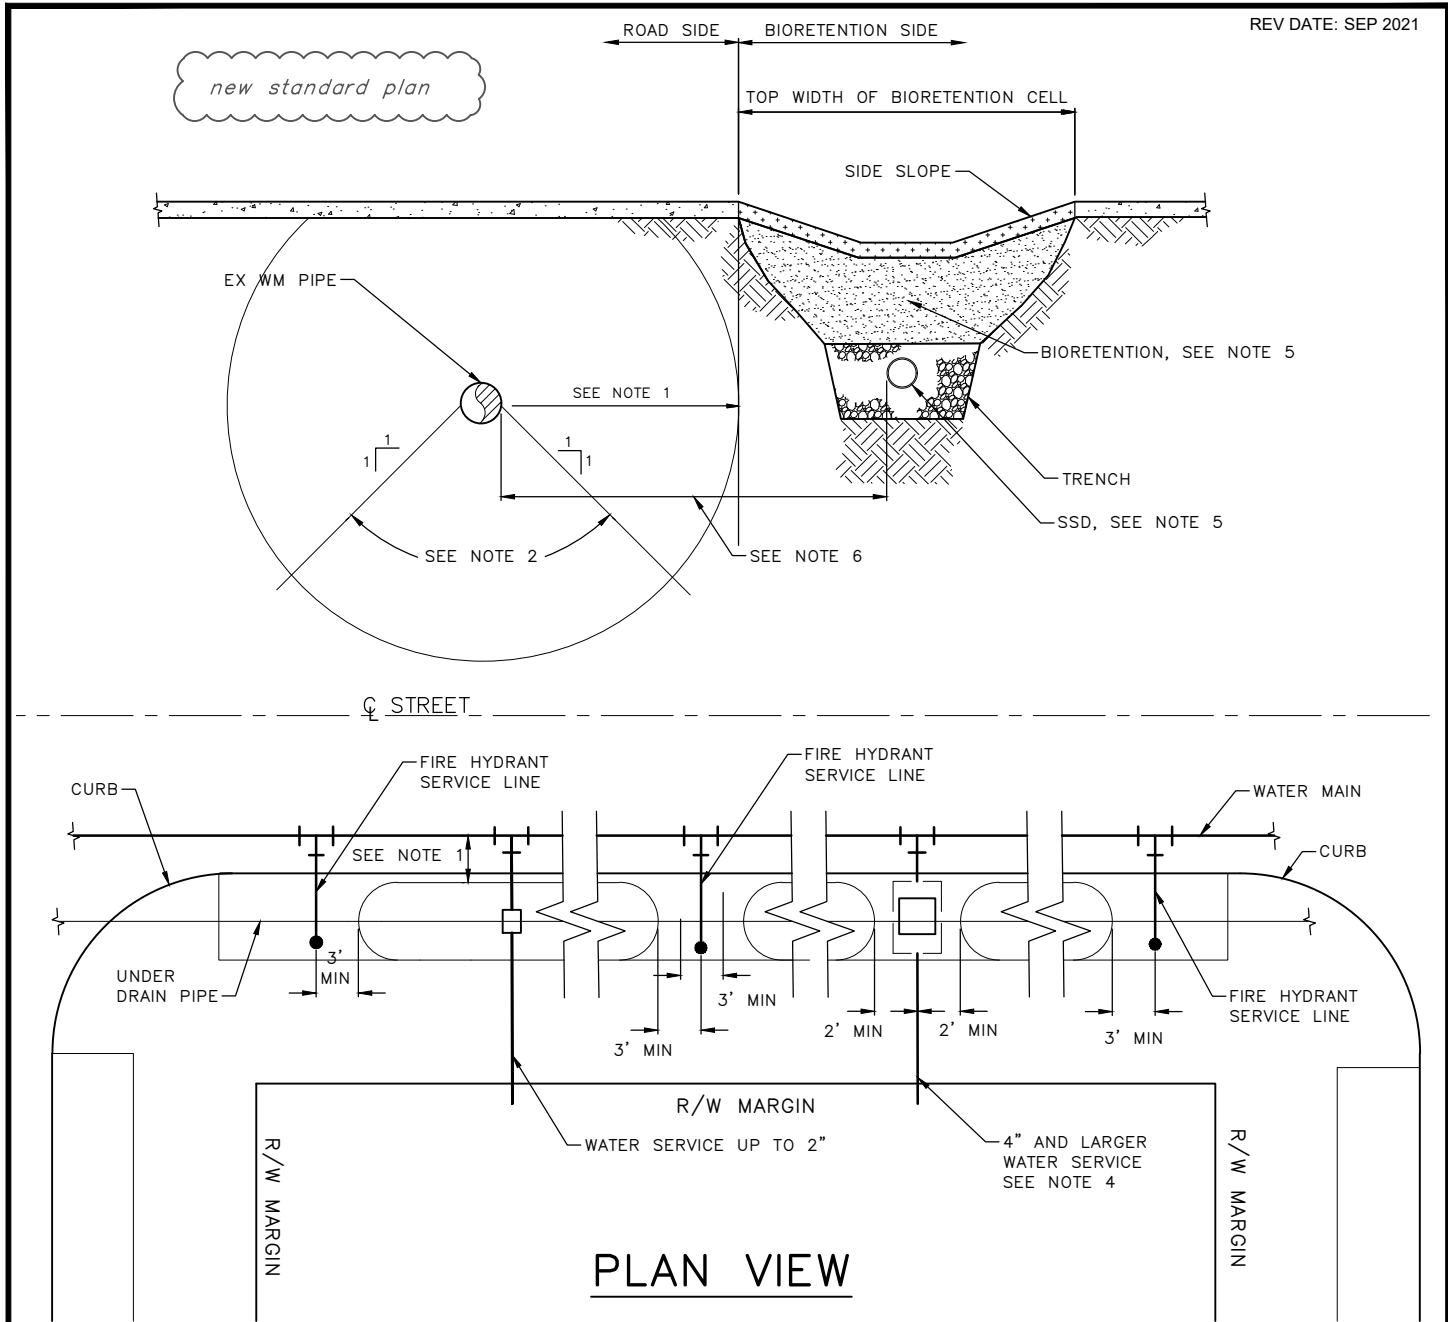 REV DATE: SEP 2021
ROAD SIDE
BIORETENTION SIDE
new standard plan
TOP WIDTH OF BIORETENTION CELL
SIDE SLOPE
EX WM PIPE
BIORETENTION, SEE NOTE 5
SEE NOTE 1
1
1
1
1
TRENCH
SSD, SEE NOTE 5
SEE NOTE 2
SEE NOTE 6
℄ STREET
FIRE HYDRANT
SERVICE LINE
FIRE HYDRANT
SERVICE LINE
CURB
WATER MAIN
SEE NOTE 1
CURB
3' MIN
UNDER
DRAIN PIPE
3' MIN
3' MIN
2' MIN
2' MIN
3' MIN
FIRE HYDRANT
SERVICE LINE
R/W MARGIN
WATER SERVICE UP TO 2"
4" AND LARGER
WATER SERVICE
SEE NOTE 4
R/W MARGIN
R/W MARGIN
PLAN VIEW